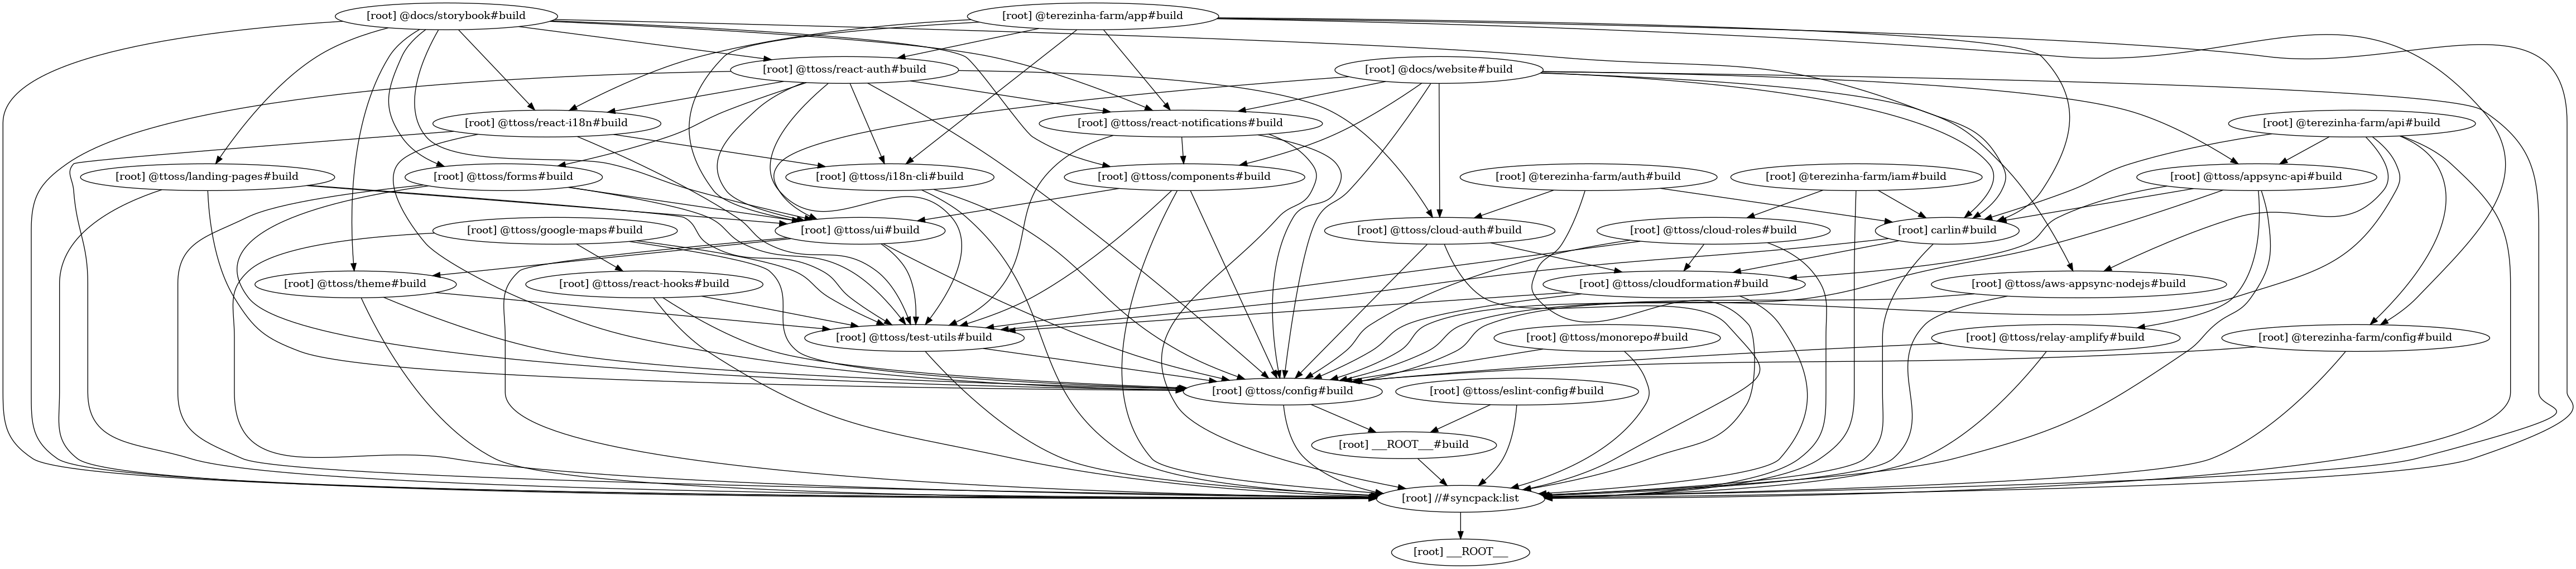 [root] @docs/storybook#build
[root] @terezinha-farm/app#build
[root] @ttoss/react-auth#build
[root] @docs/website#build
[root] @ttoss/react-i18n#build
[root] @ttoss/react-notifications#build
[root] @terezinha-farm/api#build
[root] @ttoss/landing-pages#build
[root] @ttoss/forms#build
[root] @ttoss/i18n-cli#build
[root] @ttoss/components#build
[root] @terezinha-farm/auth#build
[root] @terezinha-farm/iam#build
[root] @ttoss/appsync-api#build
[root] @ttoss/google-maps#build
[root] @ttoss/ui#build
[root] @ttoss/cloud-auth#build
[root] @ttoss/cloud-roles#build
[root] carlin#build
[root] @ttoss/theme#build
[root] @ttoss/react-hooks#build
[root] @ttoss/cloudformation#build
[root] @ttoss/aws-appsync-nodejs#build
[root] @ttoss/test-utils#build
[root] @ttoss/monorepo#build
[root] @ttoss/relay-amplify#build
[root] @terezinha-farm/config#build
[root] @ttoss/config#build
[root] @ttoss/eslint-config#build
[root] ___ROOT___#build
[root] //#syncpack:list
[root] ___ROOT___